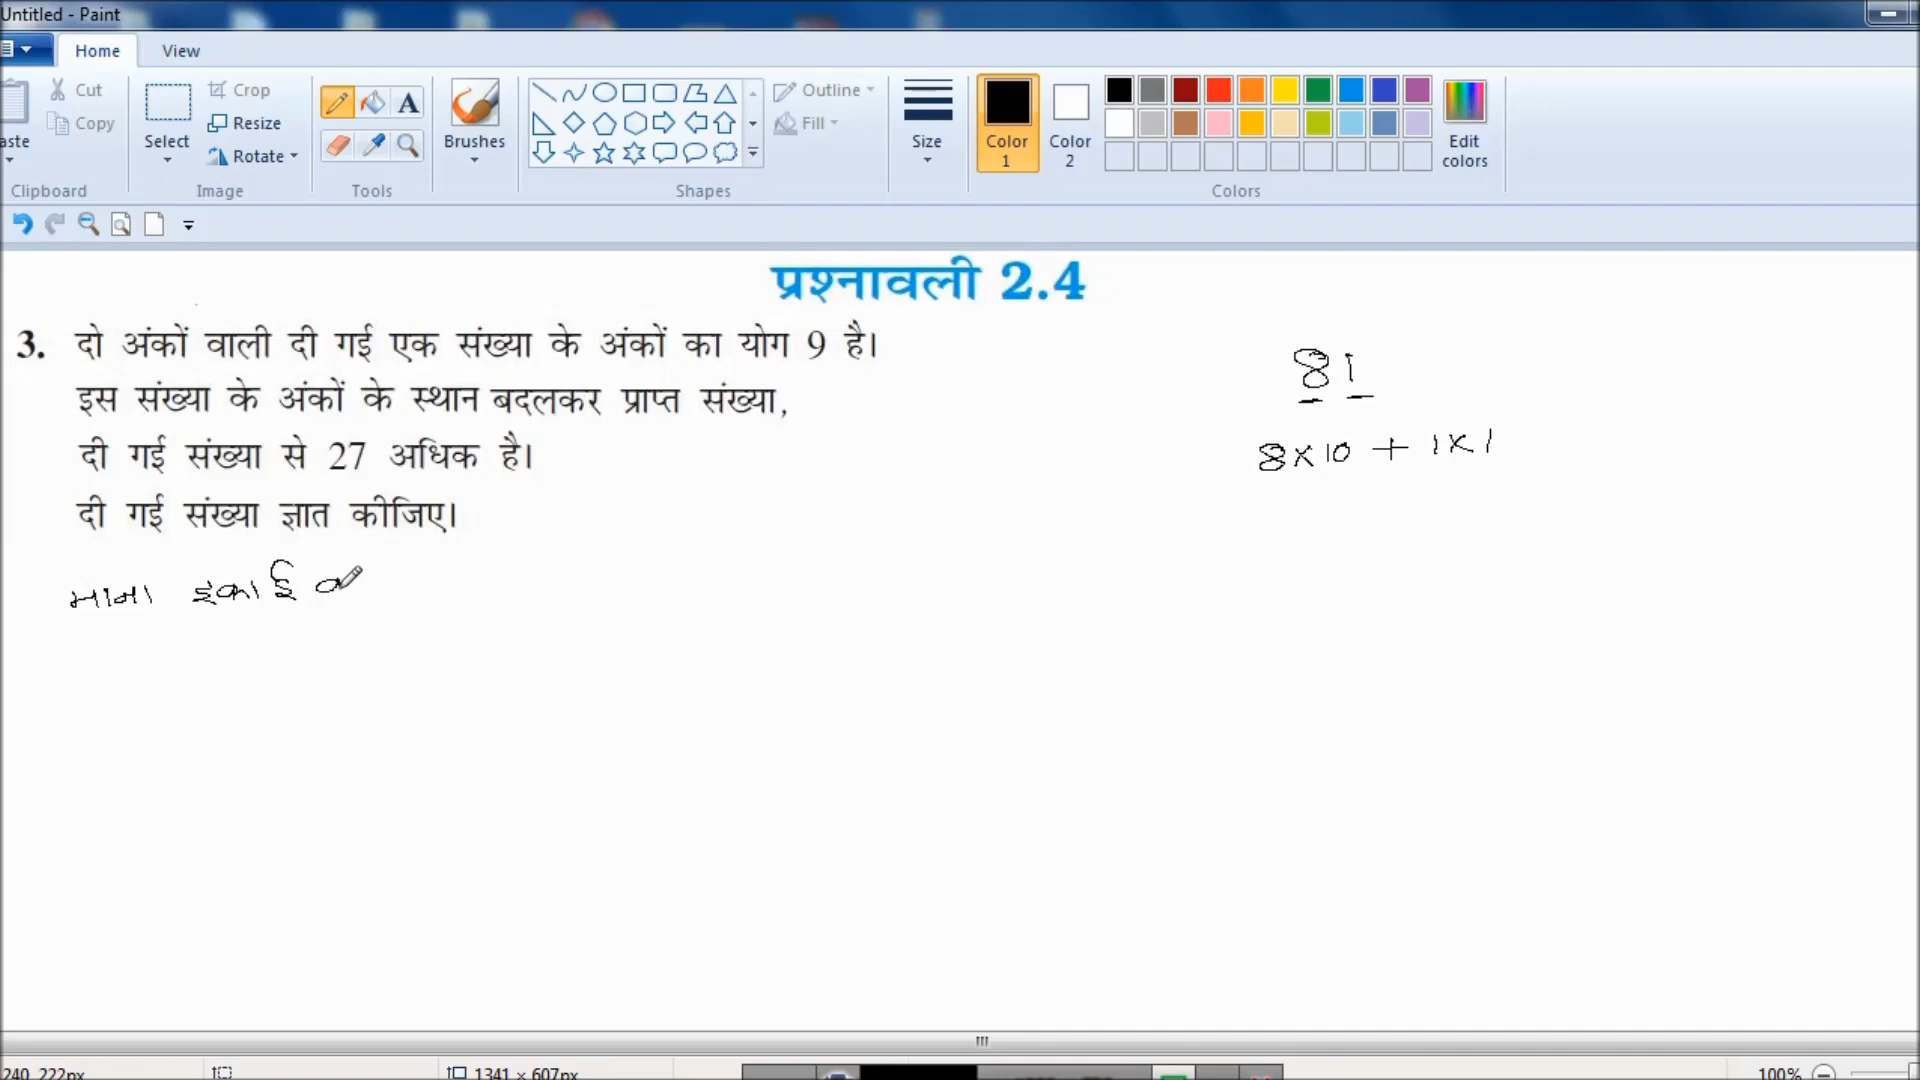 Untitled - Paint
Home View
Cut
Copy
Clipboard
Select
Crop
Resize
Rotate
Image
Tools
Brushes
Shapes
Outline
Fill
Size
Color 1
Color 2
Edit colors
Colors
प्रश्नावली 2.4
3. दो अंकों वाली दी गई एक संख्या के अंकों का योग 9 है।
इस संख्या के अंकों के स्थान बदलकर प्राप्त संख्या,
दी गई संख्या से 27 अधिक है।
दी गई संख्या ज्ञात कीजिए।
81
8×10 + 1×1
माना इकाई
240, 222px
1341 × 607px
100%